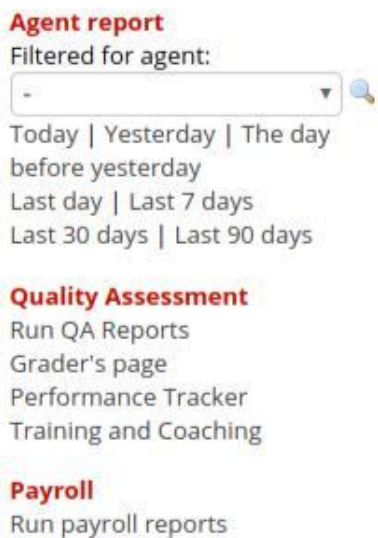 Agent report
Filtered for agent:
-
Today | Yesterday | The day
before yesterday
Last day | Last 7 days
Last 30 days | Last 90 days
Quality Assessment
Run QA Reports
Grader's page
Performance Tracker
Training and Coaching
Payroll
Run payroll reports